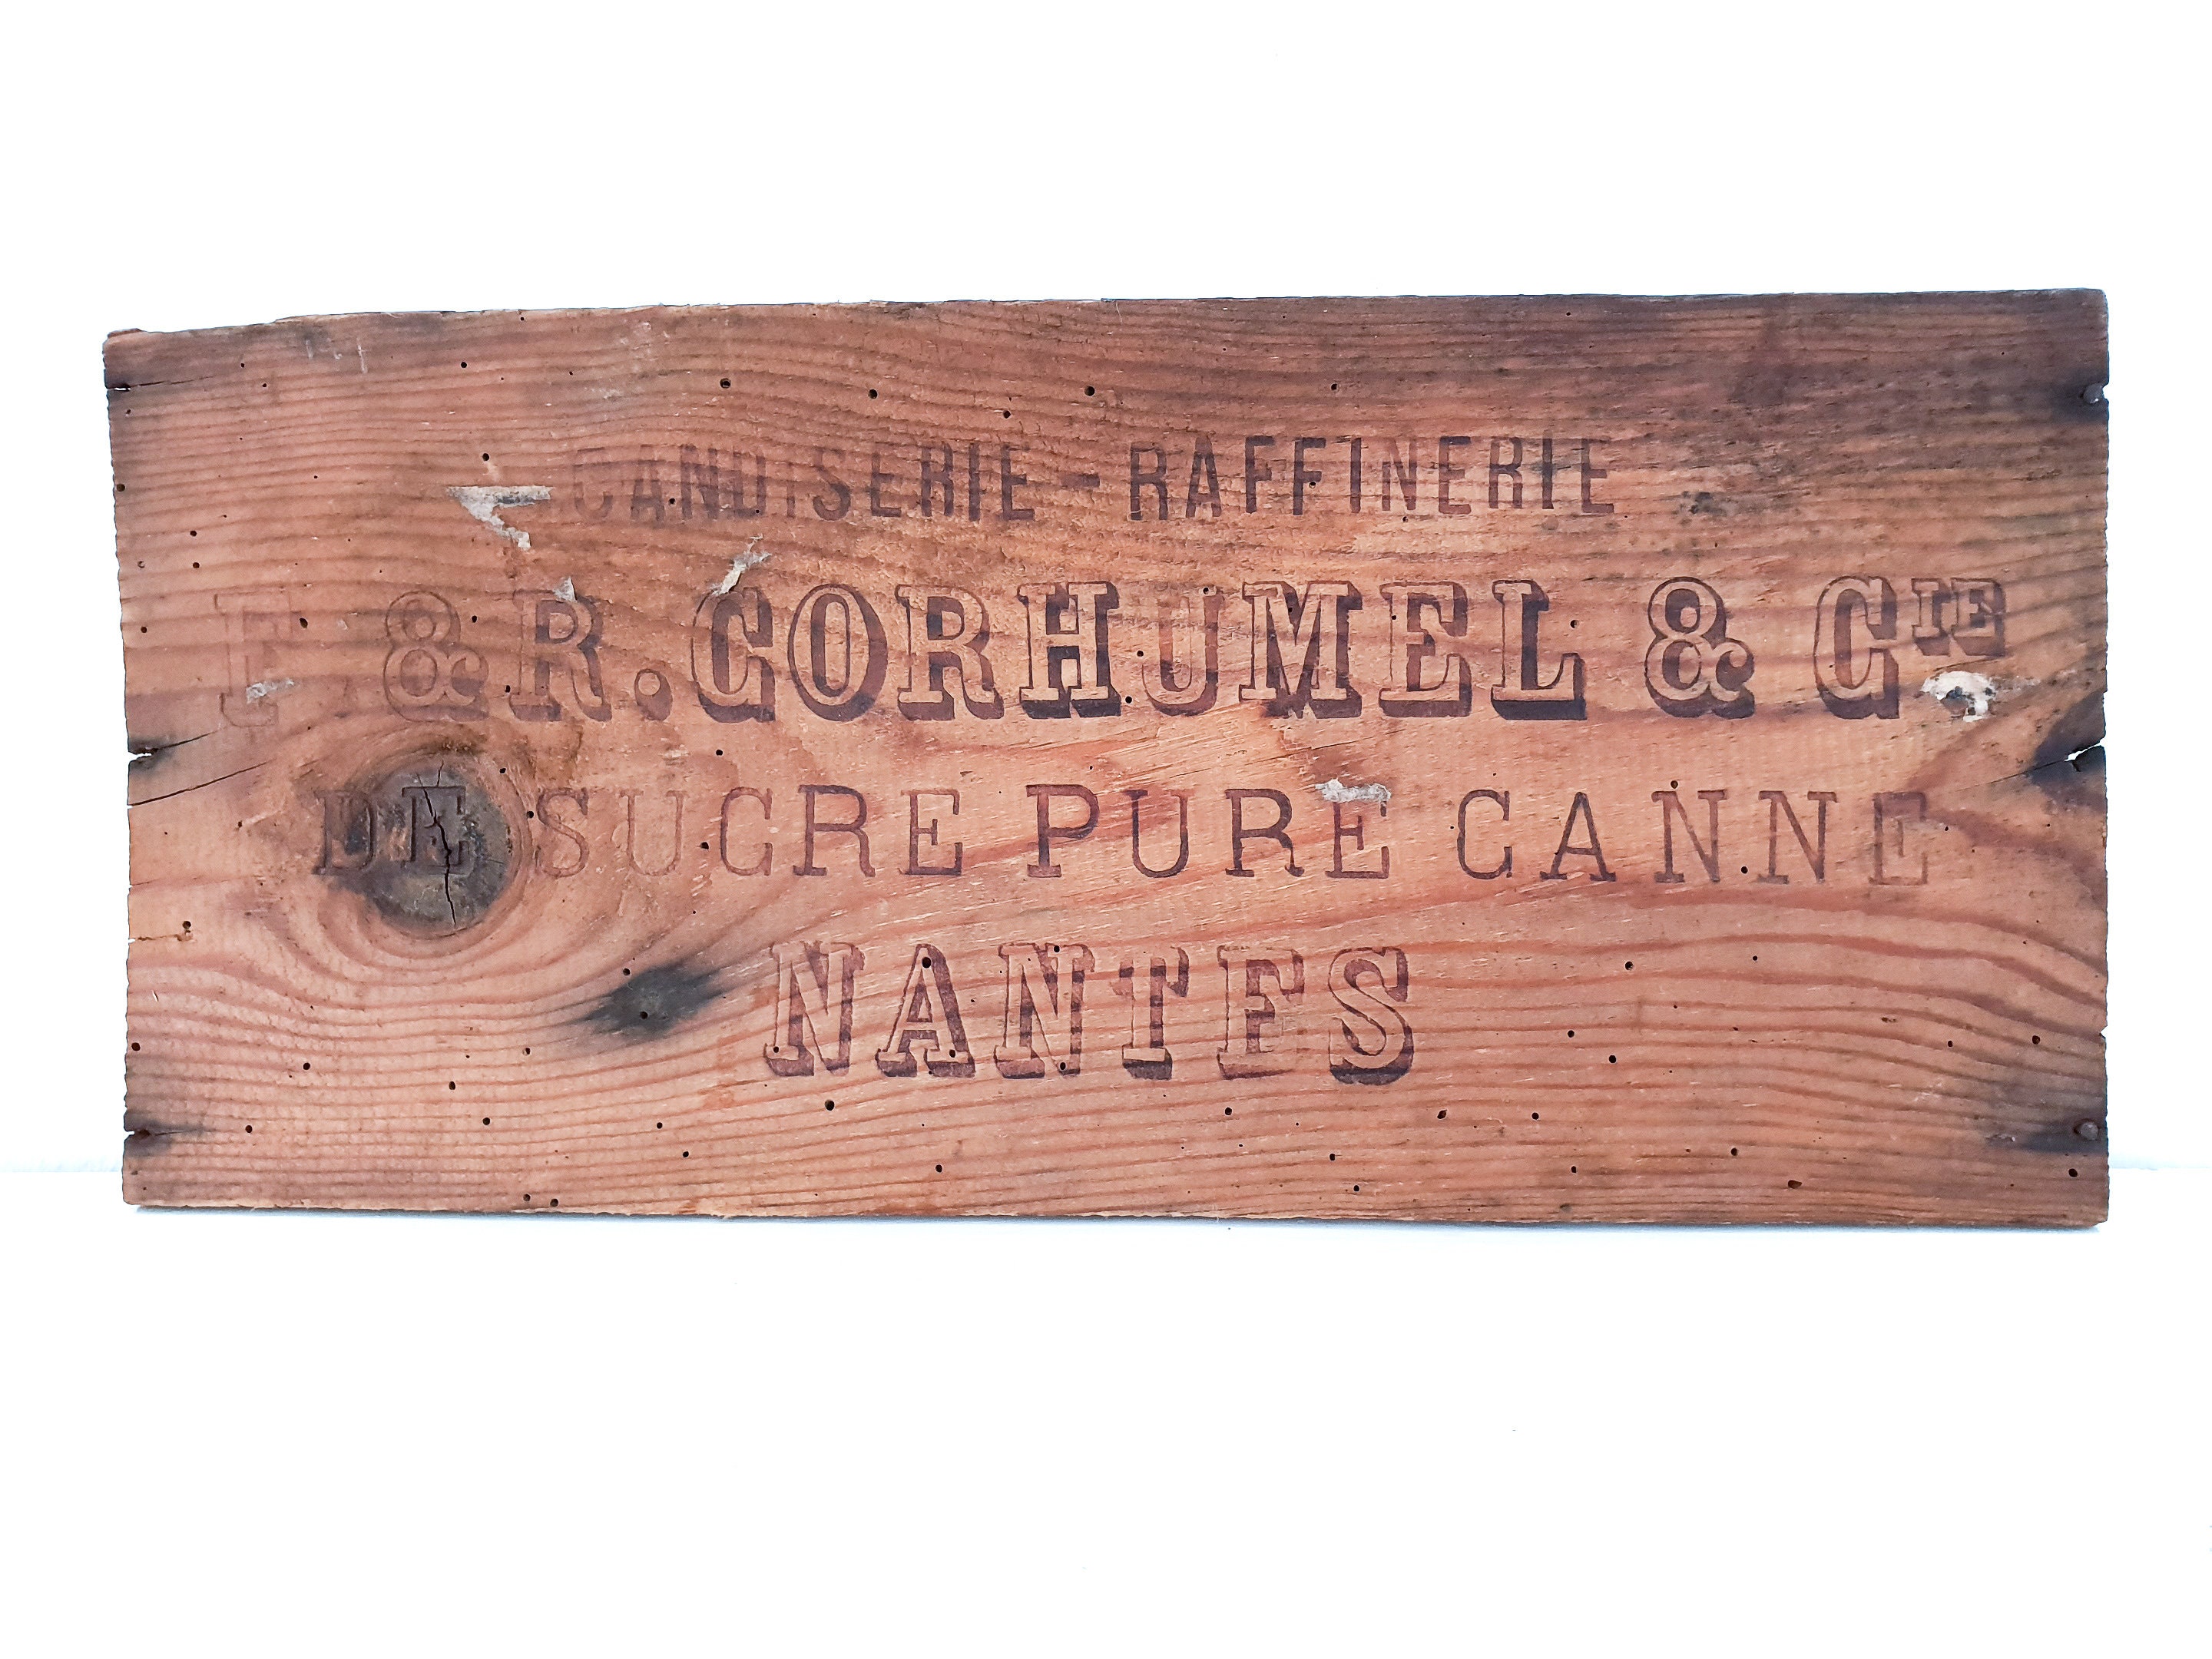 CANDISERIE - RAFFINERIE
F & R. CORHUMEL & CIE
DE SUCRE PURE CANNE
NANTES